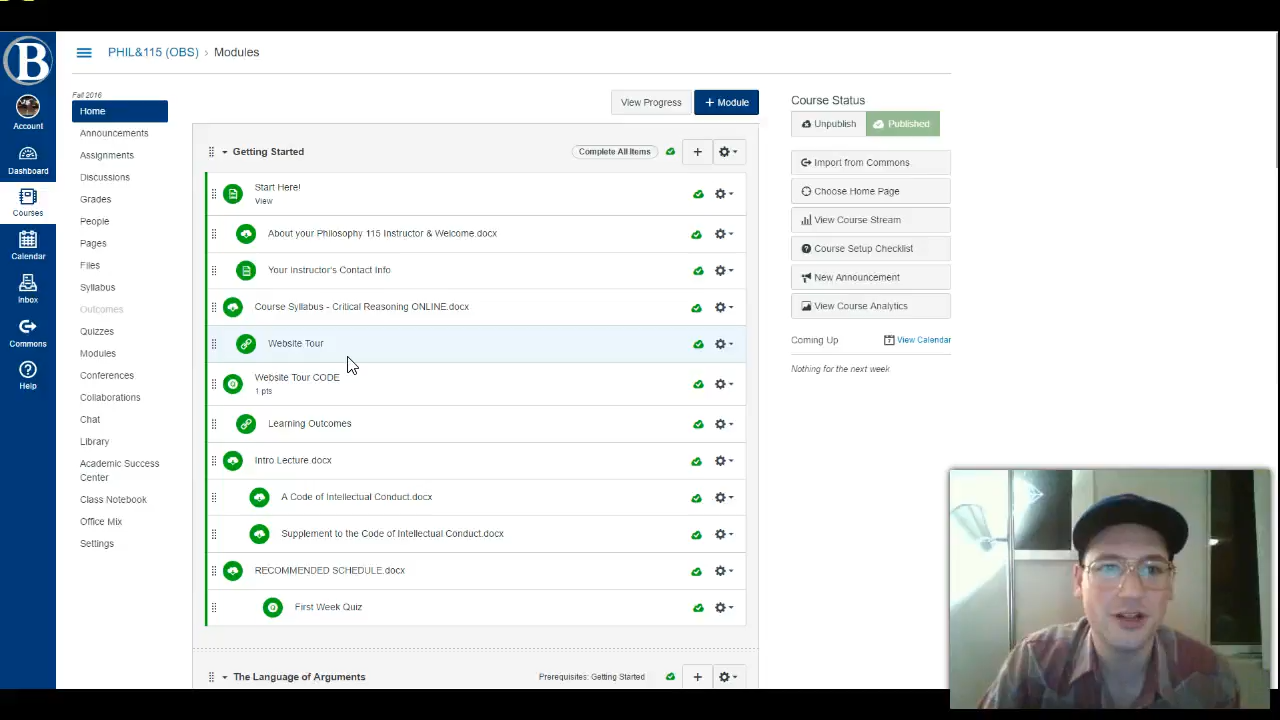 B
Account
Dashboard
Courses
Calendar
Inbox
Commons
Help
PHIL&115 (OBS) › Modules
Fall 2016
Home
Announcements
Assignments
Discussions
Grades
People
Pages
Files
Syllabus
Outcomes
Quizzes
Modules
Conferences
Collaborations
Chat
Library
Academic Success
Center
Class Notebook
Office Mix
Settings
View Progress
+ Module
Getting Started
Complete All Items
Start Here!
View
About your Philosophy 115 Instructor & Welcome.docx
Your Instructor's Contact Info
Course Syllabus - Critical Reasoning ONLINE.docx
Website Tour
Website Tour CODE
1 pts
Learning Outcomes
Intro Lecture.docx
A Code of Intellectual Conduct.docx
Supplement to the Code of Intellectual Conduct.docx
RECOMMENDED SCHEDULE.docx
First Week Quiz
The Language of Arguments
Prerequisites: Getting Started
Course Status
Unpublish
Published
Import from Commons
Choose Home Page
View Course Stream
Course Setup Checklist
New Announcement
View Course Analytics
Coming Up
View Calendar
Nothing for the next week